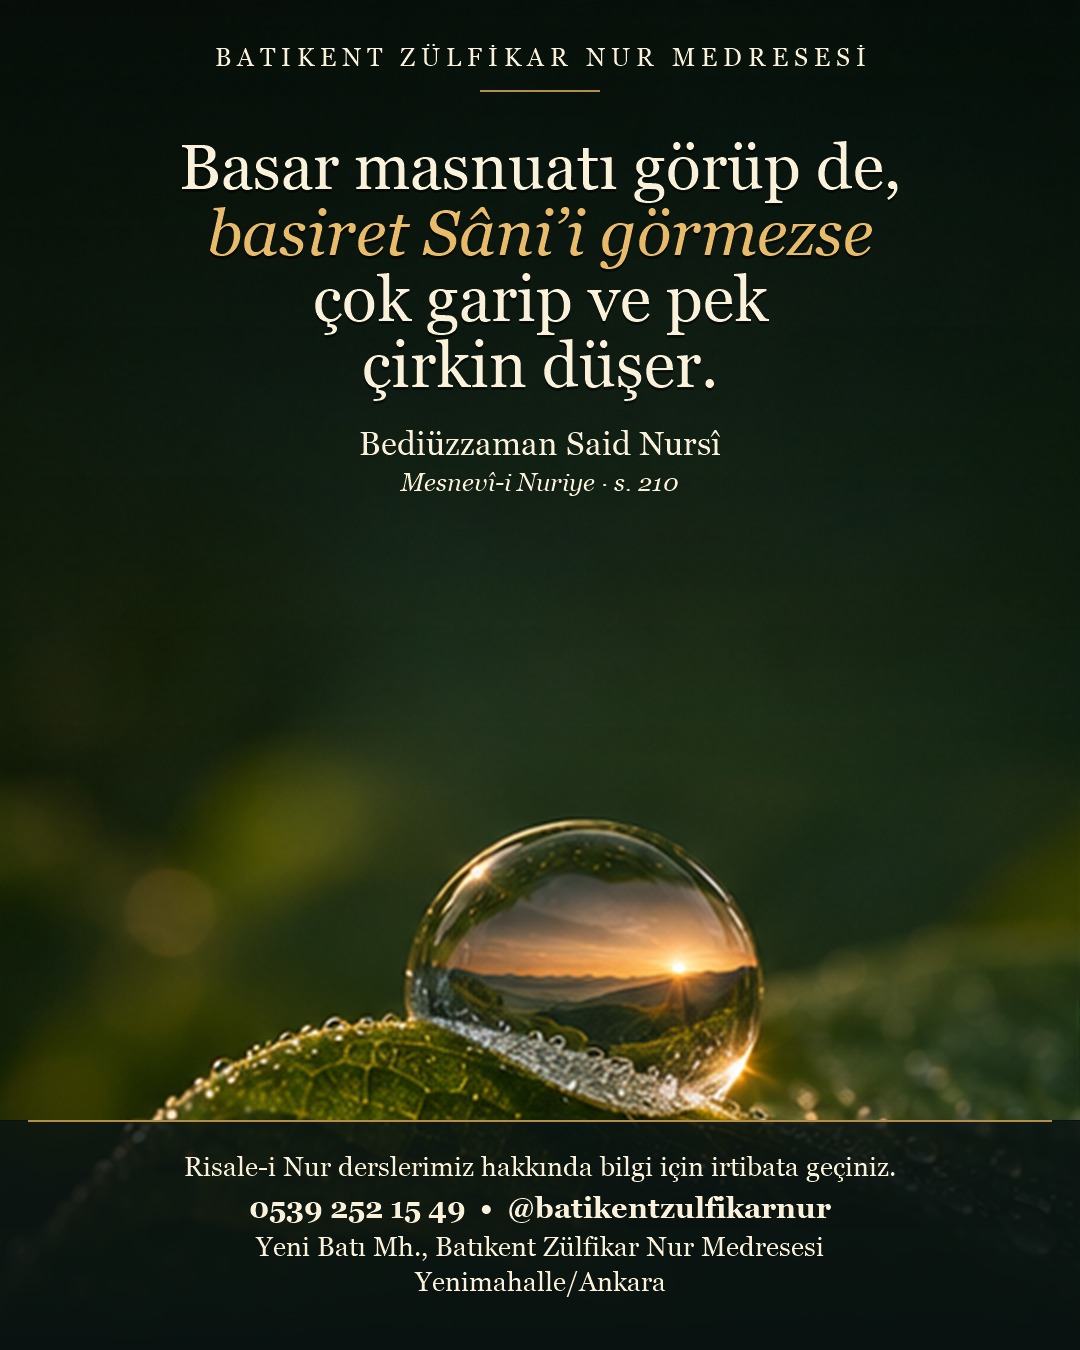 BATIKENT ZÜLFİKAR NUR MEDRESESİ
Basar masnuatı görüp de,
basiret Sâni’i görmezse
çok garip ve pek
çirkin düşer.
Bediüzzaman Said Nursî
Mesnevî-i Nuriye · s. 210
Risale-i Nur derslerimiz hakkında bilgi için irtibata geçiniz.
0539 252 15 49 • @batikentzulfikarnur
Yeni Batı Mh., Batıkent Zülfikar Nur Medresesi
Yenimahalle/Ankara